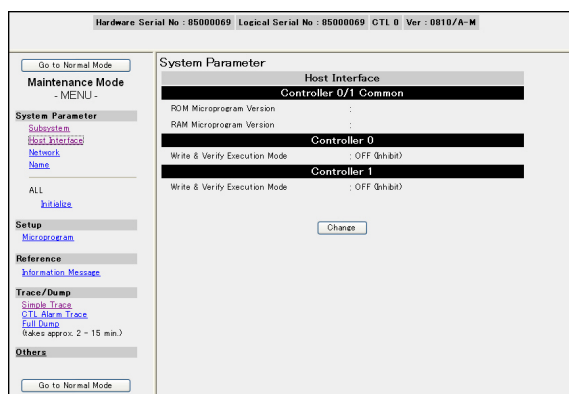 Hardware Serial No : 85000069 Logical Serial No : 85000069 CTL 0 Ver : 0810/A-M
Go to Normal Mode
Maintenance Mode
- MENU -
System Parameter
Subsystem
Host Interface
Network
Name
ALL
Initialize
Setup
Microprogram
Reference
Information Message
Trace/Dump
Simple Trace
CTL Alarm Trace
Full Dump
(takes approx. 2 - 15 min.)
Others
Go to Normal Mode
System Parameter
Host Interface
Controller 0/1 Common
ROM Microprogram Version :
RAM Microprogram Version :
Controller 0
Write & Verify Execution Mode : OFF (Inhibit)
Controller 1
Write & Verify Execution Mode : OFF (Inhibit)
Change